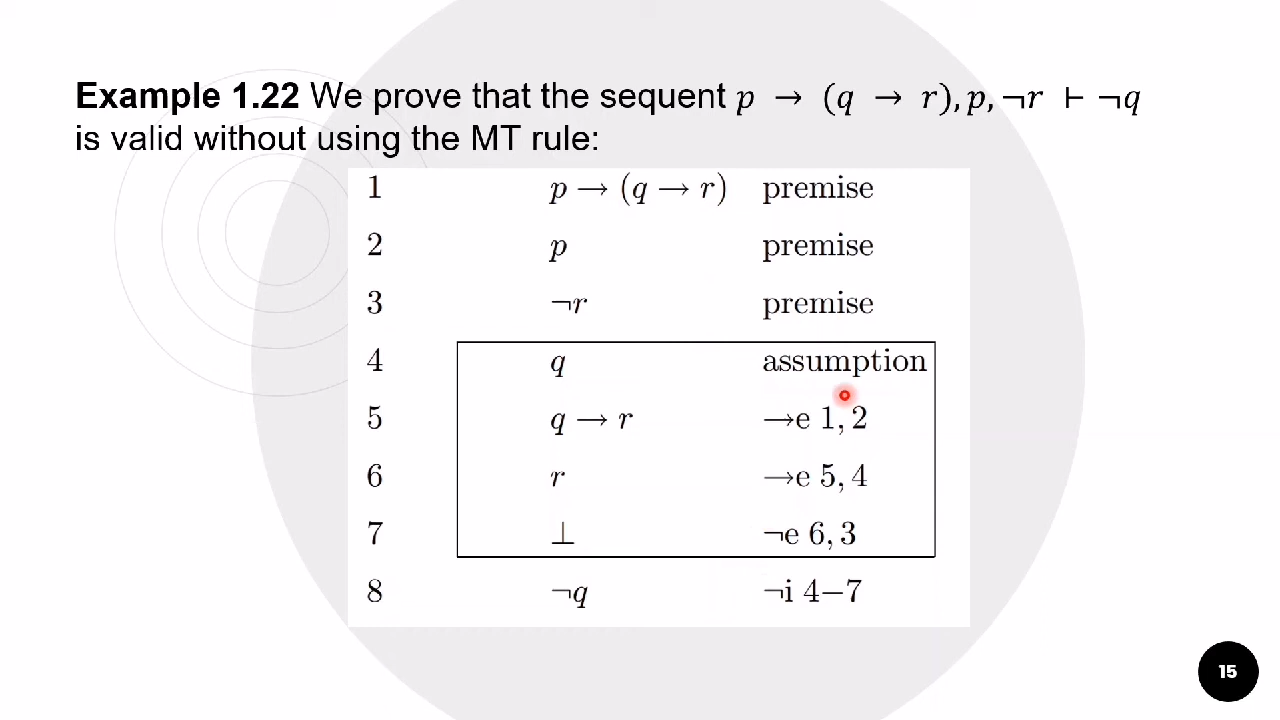 Example 1.22 We prove that the sequent p → (q → r), p, ¬r ⊢ ¬q
is valid without using the MT rule:
1 p → (q → r) premise
2 p premise
3 ¬r premise
4 q assumption
5 q → r →e 1, 2
6 r →e 5, 4
7 ⊥ ¬e 6, 3
8 ¬q ¬i 4−7
15